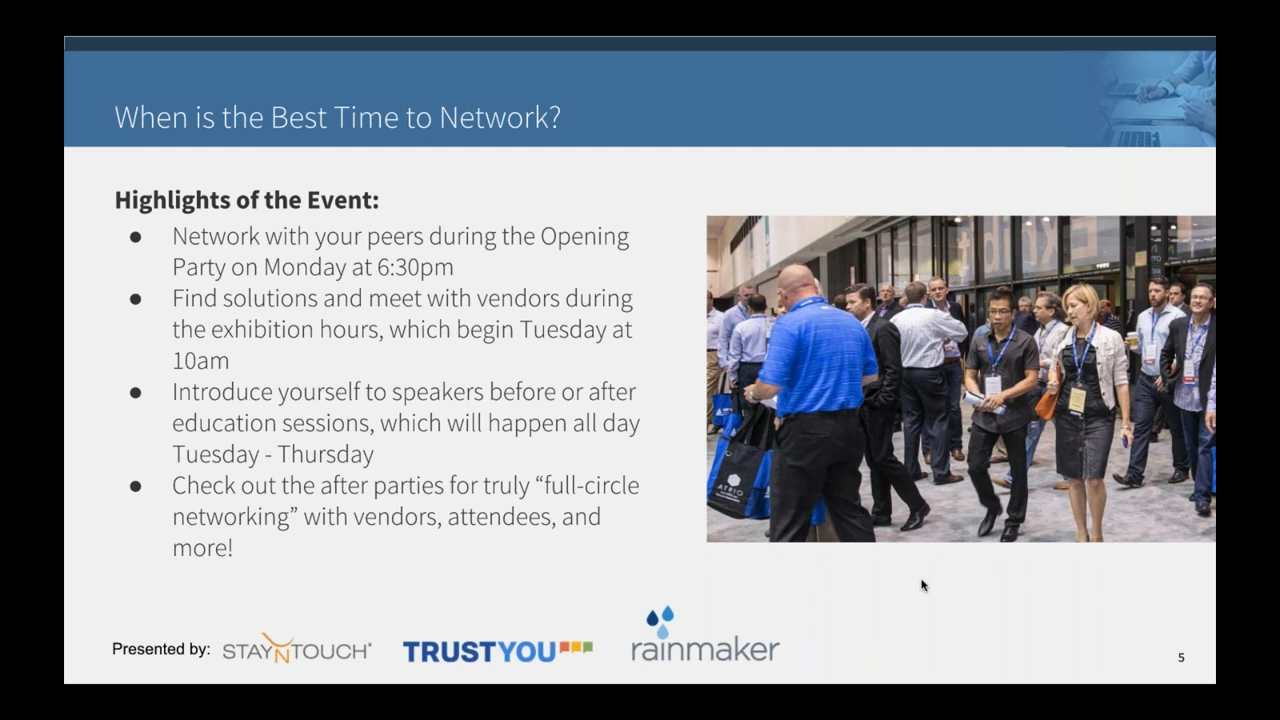 When is the Best Time to Network?
Highlights of the Event:
● Network with your peers during the Opening
Party on Monday at 6:30pm
● Find solutions and meet with vendors during
the exhibition hours, which begin Tuesday at
10am
● Introduce yourself to speakers before or after
education sessions, which will happen all day
Tuesday - Thursday
● Check out the after parties for truly “full-circle
networking” with vendors, attendees, and
more!
ATRIO
Presented by: STAYNTOUCH® TRUSTYOU rainmaker
5